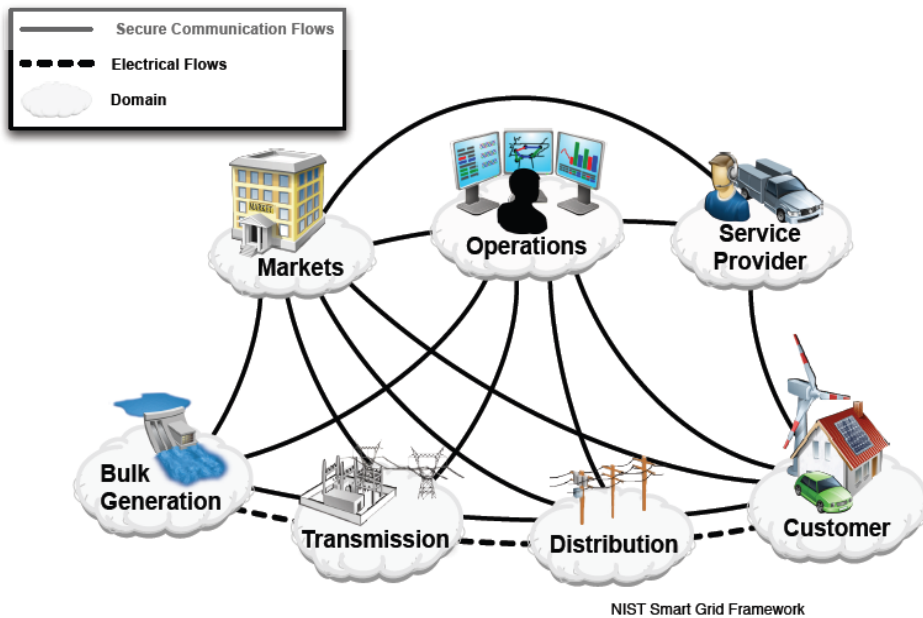 Secure Communication Flows
Electrical Flows
Domain
MARKET
Markets
Operations
Service
Provider
Bulk
Generation
Transmission
Distribution
Customer
NIST Smart Grid Framework